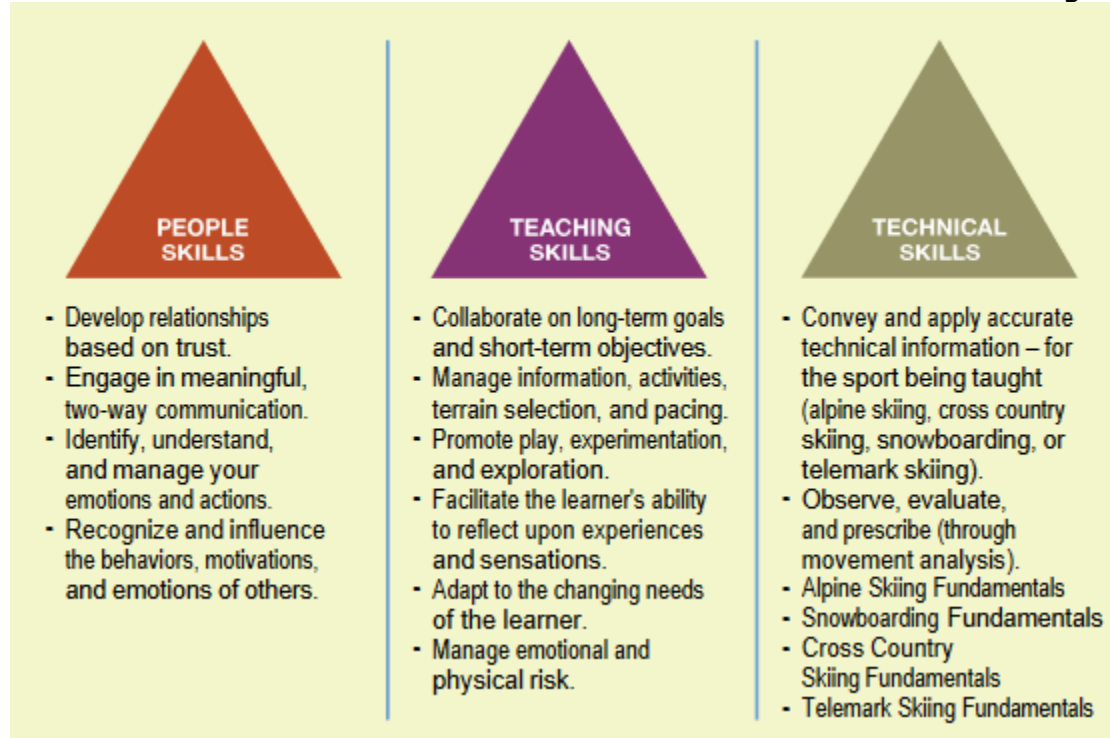 PEOPLE
SKILLS
- Develop relationships
based on trust.
- Engage in meaningful,
two-way communication.
- Identify, understand,
and manage your
emotions and actions.
- Recognize and influence
the behaviors, motivations,
and emotions of others.
TEACHING
SKILLS
- Collaborate on long-term goals
and short-term objectives.
- Manage information, activities,
terrain selection, and pacing.
- Promote play, experimentation,
and exploration.
- Facilitate the learner's ability
to reflect upon experiences
and sensations.
- Adapt to the changing needs
of the learner.
- Manage emotional and
physical risk.
TECHNICAL
SKILLS
- Convey and apply accurate
technical information – for
the sport being taught
(alpine skiing, cross country
skiing, snowboarding, or
telemark skiing).
- Observe, evaluate,
and prescribe (through
movement analysis).
- Alpine Skiing Fundamentals
- Snowboarding Fundamentals
- Cross Country
Skiing Fundamentals
- Telemark Skiing Fundamentals